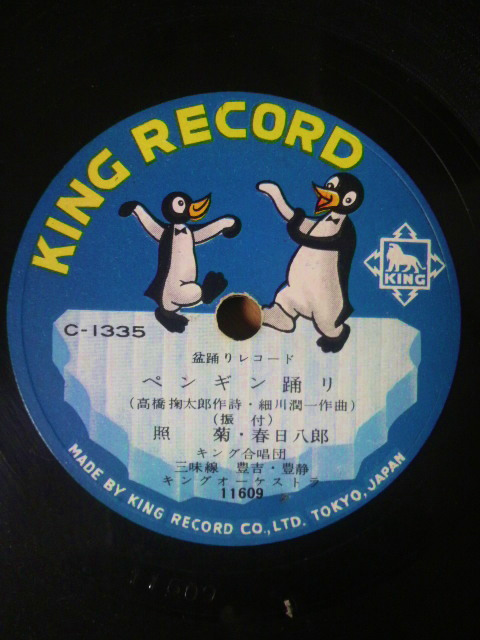 KING RECORD
KING
C-1335
盆踊りレコード
ペンギン踊り
(高橋掬太郎作詩・細川潤一作曲)
(振付)
照菊・春日八郎
キング合唱団
三味線 豊吉・豊静
キングオーケストラ
11609
MADE BY KING RECORD CO., LTD. TOKYO, JAPAN